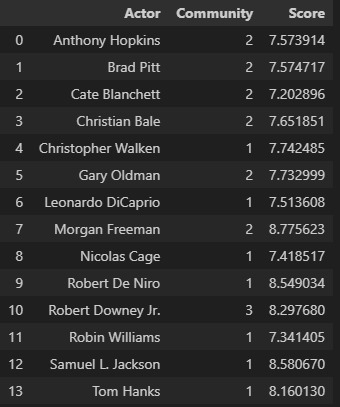 Actor Community Score
0 Anthony Hopkins 2 7.573914
1 Brad Pitt 2 7.574717
2 Cate Blanchett 2 7.202896
3 Christian Bale 2 7.651851
4 Christopher Walken 1 7.742485
5 Gary Oldman 2 7.732999
6 Leonardo DiCaprio 1 7.513608
7 Morgan Freeman 2 8.775623
8 Nicolas Cage 1 7.418517
9 Robert De Niro 1 8.549034
10 Robert Downey Jr. 3 8.297680
11 Robin Williams 1 7.341405
12 Samuel L. Jackson 1 8.580670
13 Tom Hanks 1 8.160130